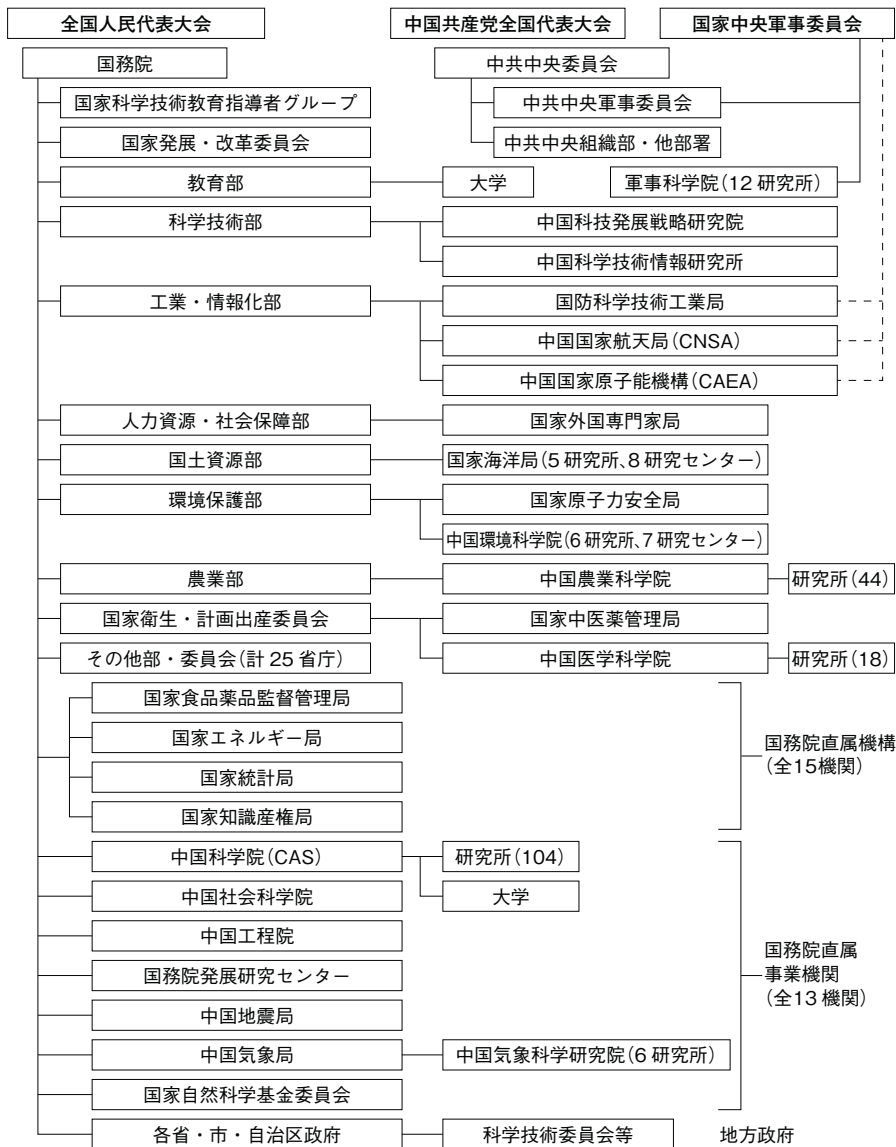 全国人民代表大会
中国共産党全国代表大会
国家中央軍事委員会
国務院
中共中央委員会
国家科学技術教育指導者グループ
中共中央軍事委員会
国家発展・改革委員会
中共中央組織部・他部署
教育部
大学
軍事科学院(12研究所)
科学技術部
中国科技発展戦略研究院
中国科学技術情報研究所
工業・情報化部
国防科学技術工業局
中国国家航天局(CNSA)
中国国家原子能機構(CAEA)
人力資源・社会保障部
国家外国専門家局
国土資源部
国家海洋局(5研究所、8研究センター)
環境保護部
国家原子力安全局
中国環境科学院(6研究所、7研究センター)
農業部
中国農業科学院
研究所(44)
国家衛生・計画出産委員会
国家中医薬管理局
その他部・委員会(計25省庁)
中国医学科学院
研究所(18)
国家食品薬品監督管理局
国家エネルギー局
国家統計局
国家知識産権局
国務院直属機構
(全15機関)
中国科学院(CAS)
研究所(104)
中国社会科学院
大学
中国工程院
国務院発展研究センター
中国地震局
中国気象局
中国気象科学研究院(6研究所)
国家自然科学基金委員会
国務院直属
事業機関
(全13機関)
各省・市・自治区政府
科学技術委員会等
地方政府